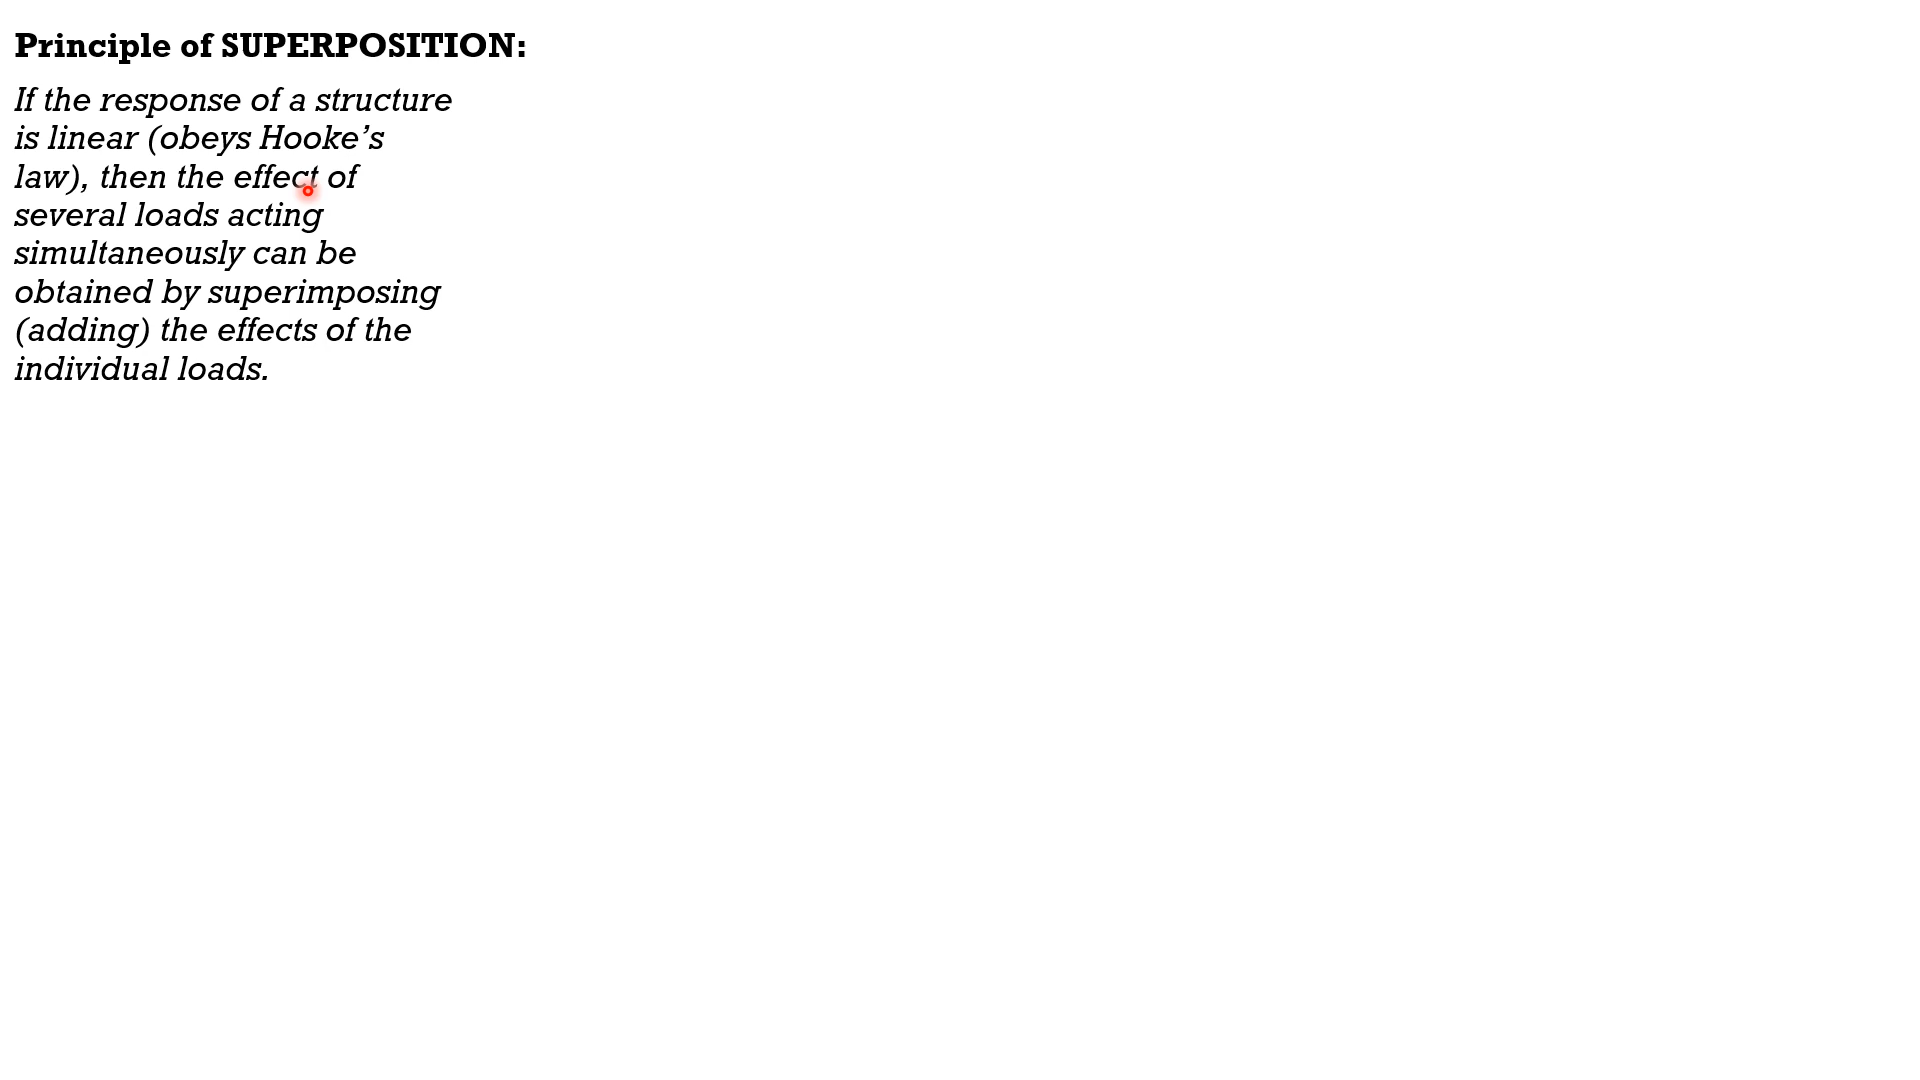 Principle of SUPERPOSITION:
If the response of a structure
is linear (obeys Hooke’s
law), then the effect of
several loads acting
simultaneously can be
obtained by superimposing
(adding) the effects of the
individual loads.